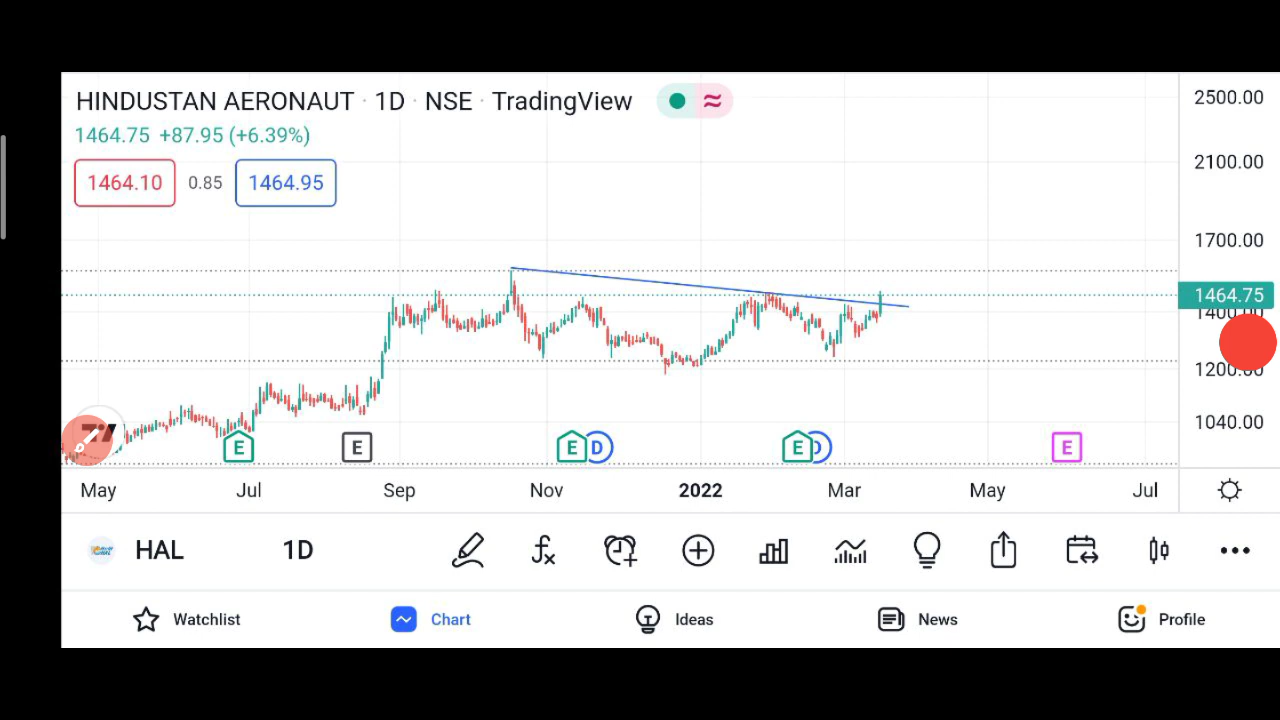 HINDUSTAN AERONAUT · 1D · NSE · TradingView
1464.75 +87.95 (+6.39%)
1464.10 0.85 1464.95
2500.00
2100.00
1700.00
1464.75
1400.00
1200.00
1040.00
E E E D E D E
May Jul Sep Nov 2022 Mar May Jul
HAL 1D
Watchlist Chart Ideas News Profile